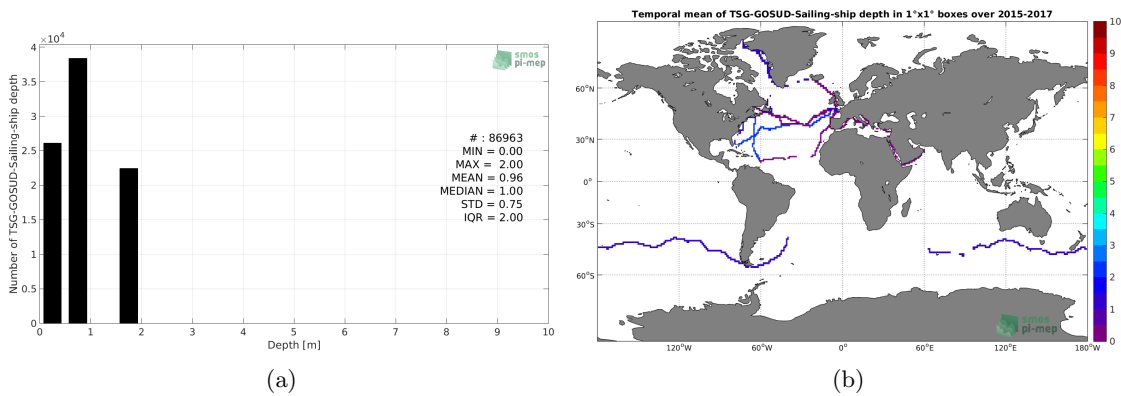 ×10⁴
4
3.5
3
2.5
2
1.5
1
0.5
0
Number of TSG-GOSUD-Sailing-ship depth
0 1 2 3 4 5 6 7 8 9 10
Depth [m]
smos
pi-mep
# : 86963
MIN = 0.00
MAX = 2.00
MEAN = 0.96
MEDIAN = 1.00
STD = 0.75
IQR = 2.00
(a)
Temporal mean of TSG-GOSUD-Sailing-ship depth in 1°x1° boxes over 2015-2017
60°N
30°N
0°
30°S
60°S
120°W 60°W 0° 60°E 120°E 180°W
smos
pi-mep
10
9
8
7
6
5
4
3
2
1
0
(b)